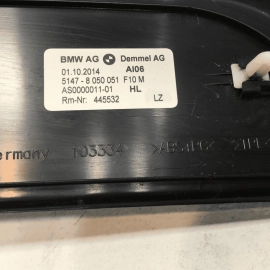 BMW AG Demmel AG
01.10.2014 AI06
5147 - 8 050 051 F10 M
AS0000011-01 HL
Rm-Nr: 445532 LZ
ermany T03334